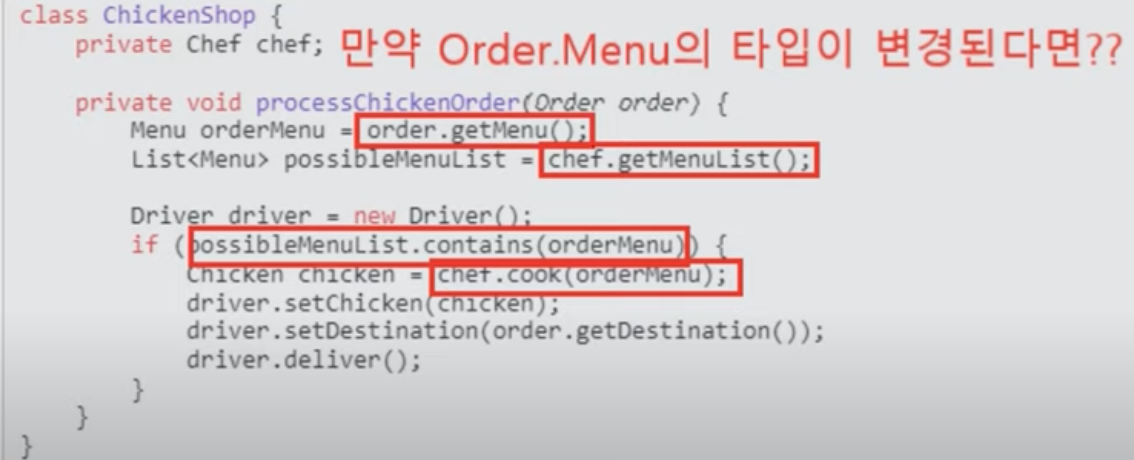 class ChickenShop {
private Chef chef; 만약 Order.Menu의 타입이 변경된다면??
private void processChickenOrder(Order order) {
Menu orderMenu = order.getMenu();
List<Menu> possibleMenuList = chef.getMenuList();
Driver driver = new Driver();
if (possibleMenuList.contains(orderMenu)) {
Chicken chicken = chef.cook(orderMenu);
driver.setChicken(chicken);
driver.setDestination(order.getDestination());
driver.deliver();
}
}
}